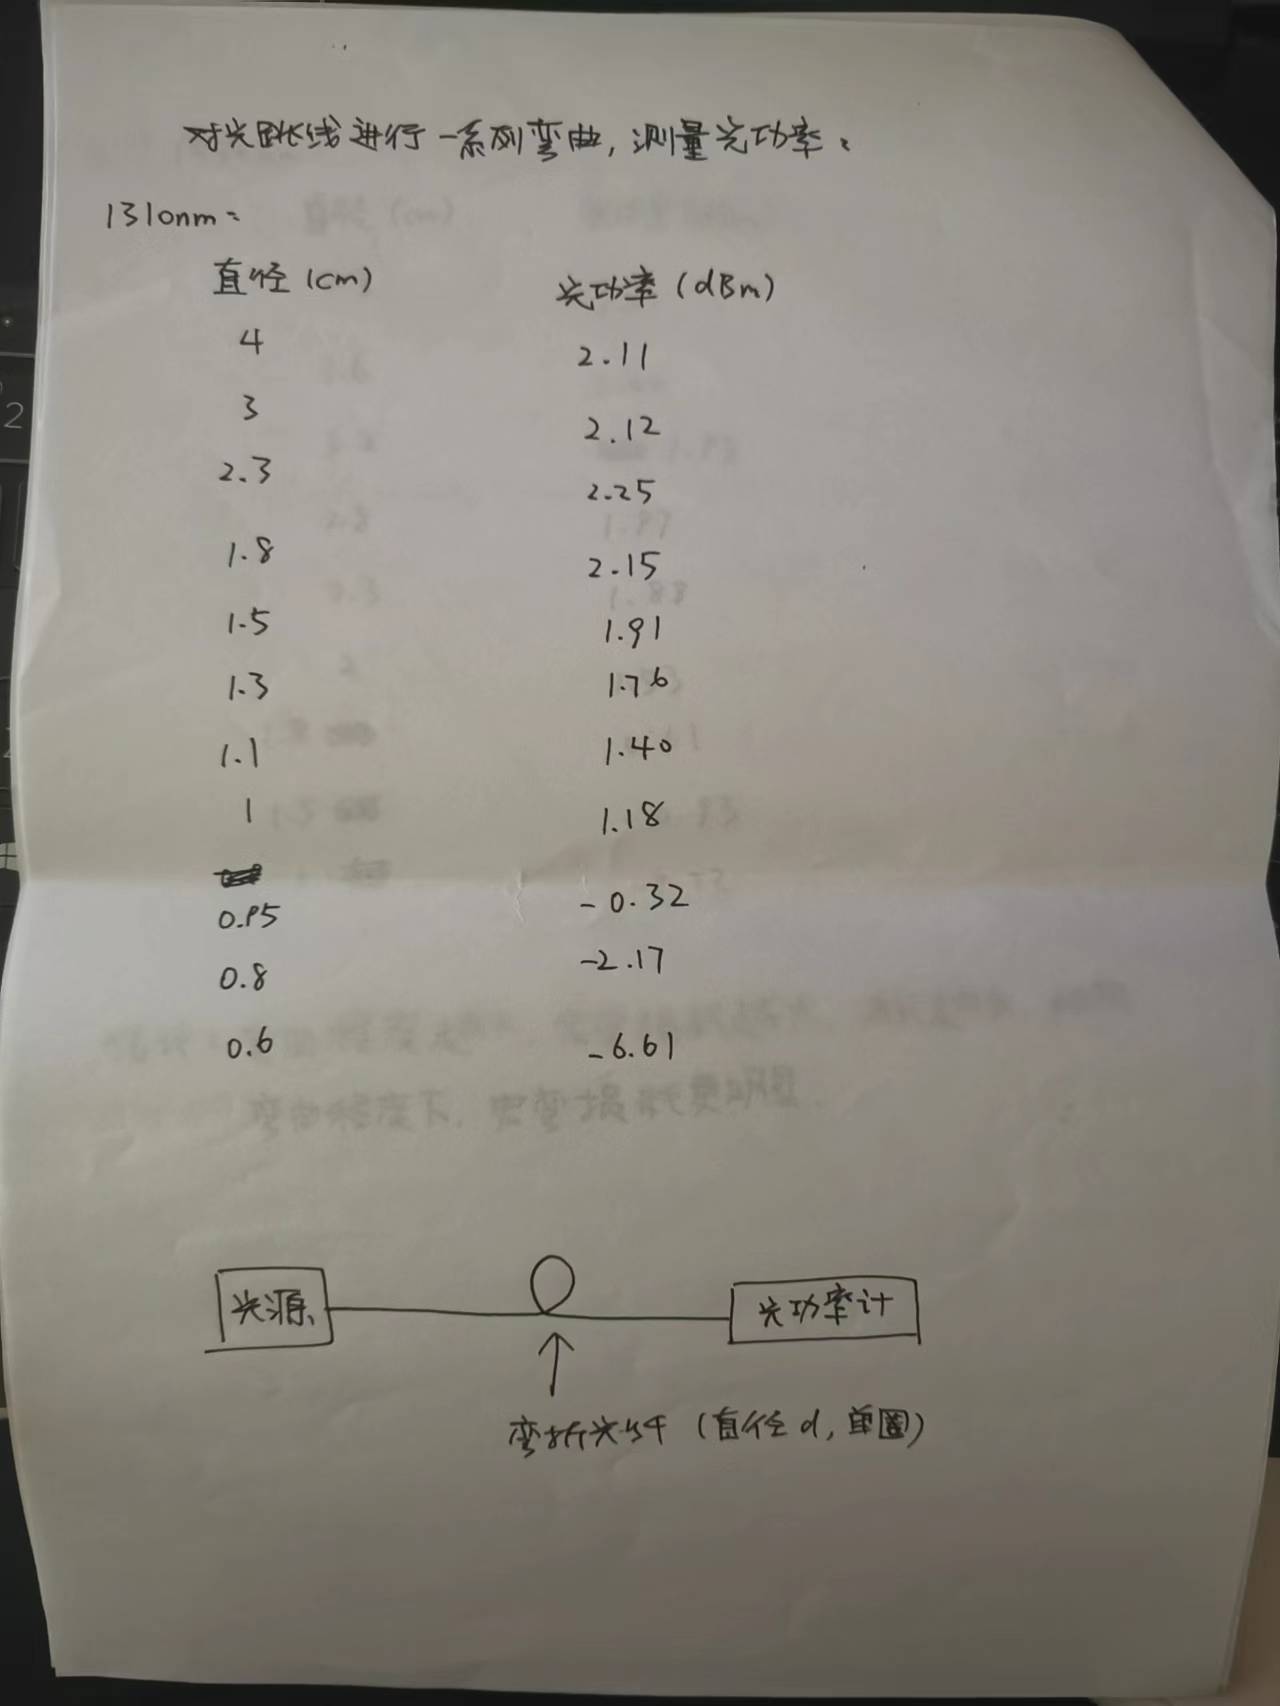 对光跳线进行一系列弯曲,测量光功率:
1310nm:
直径(cm) 光功率(dBm)
4 2.11
3 2.12
2.3 2.25
1.8 2.15
1.5 1.91
1.3 1.76
1.1 1.40
1 1.18
-0.32
0.8 -2.17
0.6 -6.61
光源 光功率计
弯折光纤(直径d,单圈)